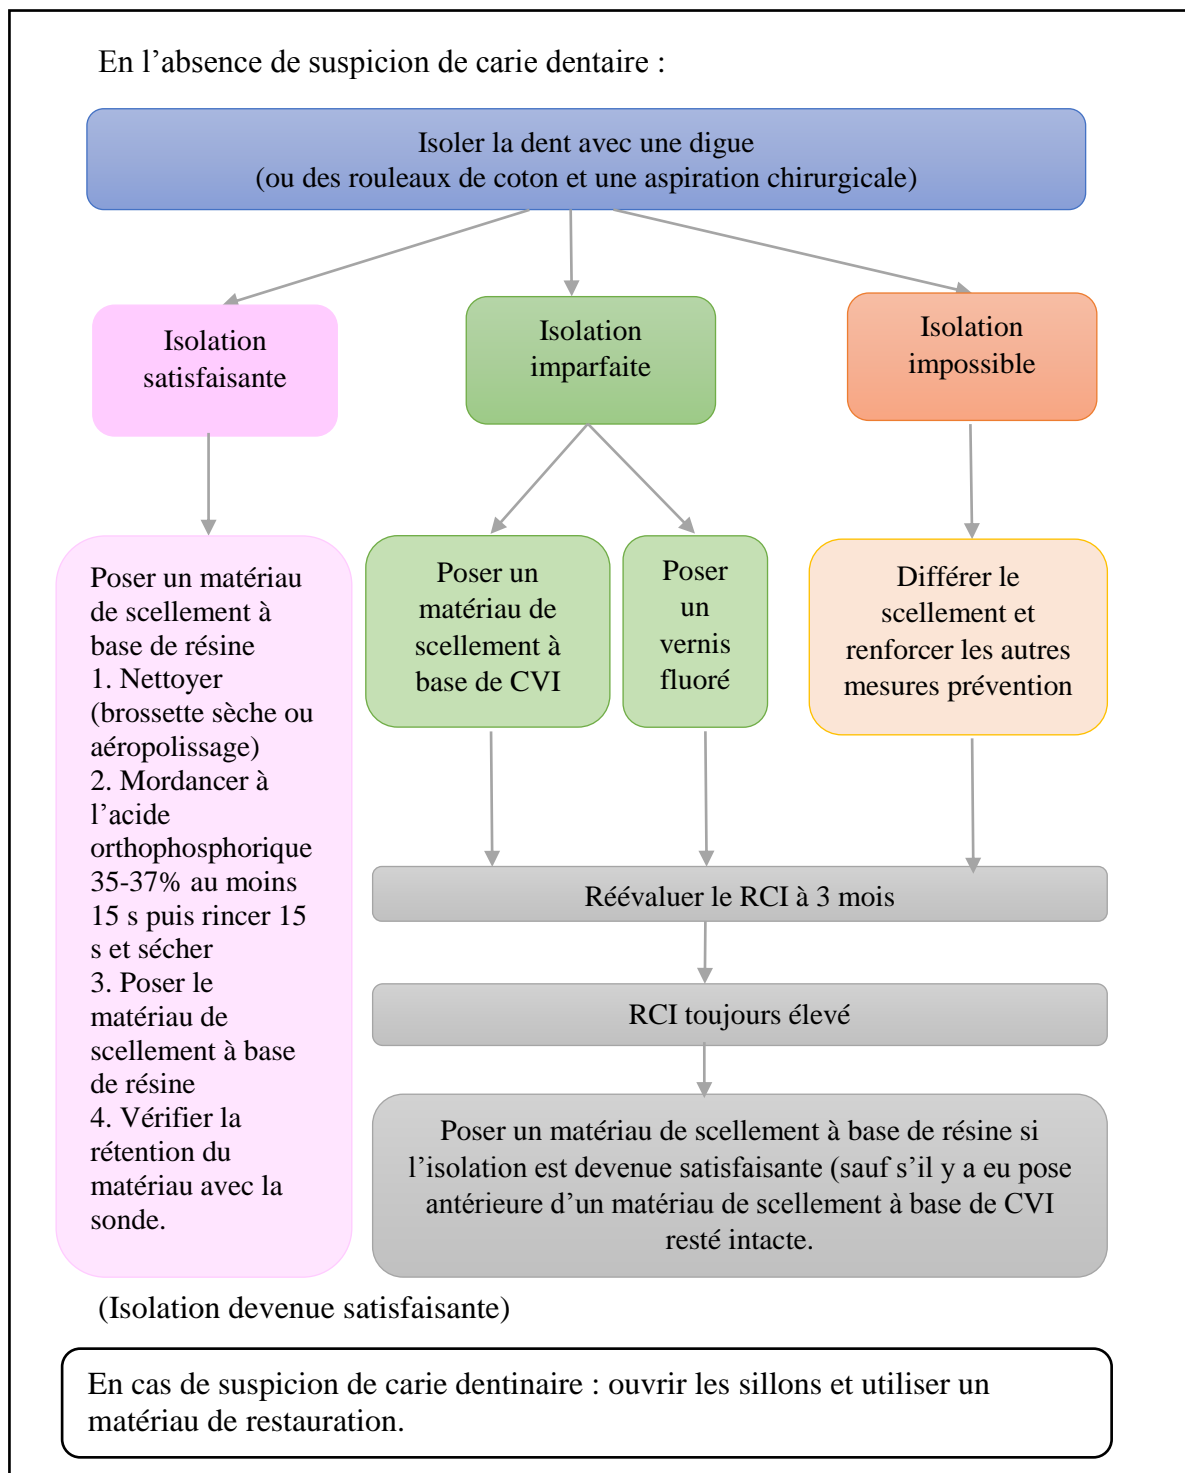 En l’absence de suspicion de carie dentaire :
Isoler la dent avec une digue
(ou des rouleaux de coton et une aspiration chirurgicale)
Isolation
satisfaisante
Isolation
imparfaite
Isolation
impossible
Poser un matériau
de scellement à
base de résine
1. Nettoyer
(brossette sèche ou
aéropolissage)
2. Mordancer à
l’acide
orthophosphorique
35-37% au moins
15 s puis rincer 15
s et sécher
3. Poser le
matériau de
scellement à base
de résine
4. Vérifier la
rétention du
matériau avec la
sonde.
Poser un
matériau de
scellement à
base de CVI
Poser
un
vernis
fluoré
Différer le
scellement et
renforcer les autres
mesures prévention
Réévaluer le RCI à 3 mois
RCI toujours élevé
Poser un matériau de scellement à base de résine si
l’isolation est devenue satisfaisante (sauf s’il y a eu pose
antérieure d’un matériau de scellement à base de CVI
resté intacte.
(Isolation devenue satisfaisante)
En cas de suspicion de carie dentinaire : ouvrir les sillons et utiliser un
matériau de restauration.